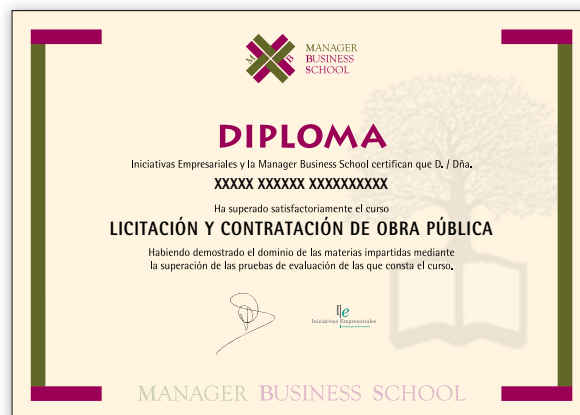 M B
MANAGER
BUSINESS
SCHOOL
DIPLOMA
Iniciativas Empresariales y la Manager Business School certifican que D. / Dña.
XXXXX XXXXXX XXXXXXXXXX
Ha superado satisfactoriamente el curso
LICITACIÓN Y CONTRATACIÓN DE OBRA PÚBLICA
Habiendo demostrado el dominio de las materias impartidas mediante
la superación de las pruebas de evaluación de las que consta el curso.
Ie
Iniciativas Empresariales
MANAGER BUSINESS SCHOOL